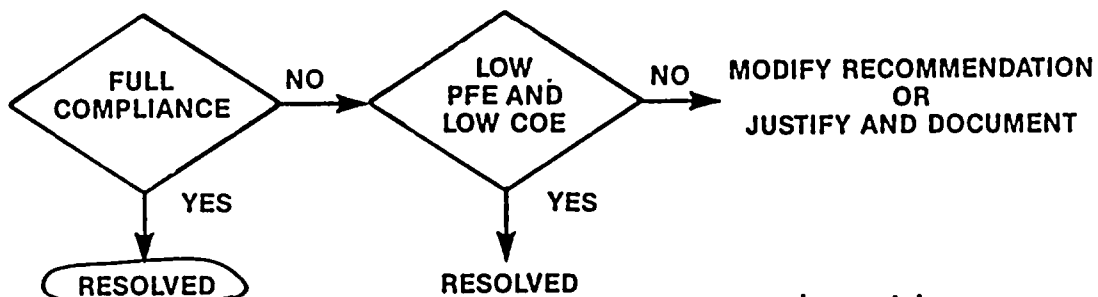 FULL
COMPLIANCE
NO
LOW
PFE AND
LOW COE
NO
MODIFY RECOMMENDATION
OR
JUSTIFY AND DOCUMENT
YES
YES
RESOLVED
RESOLVED